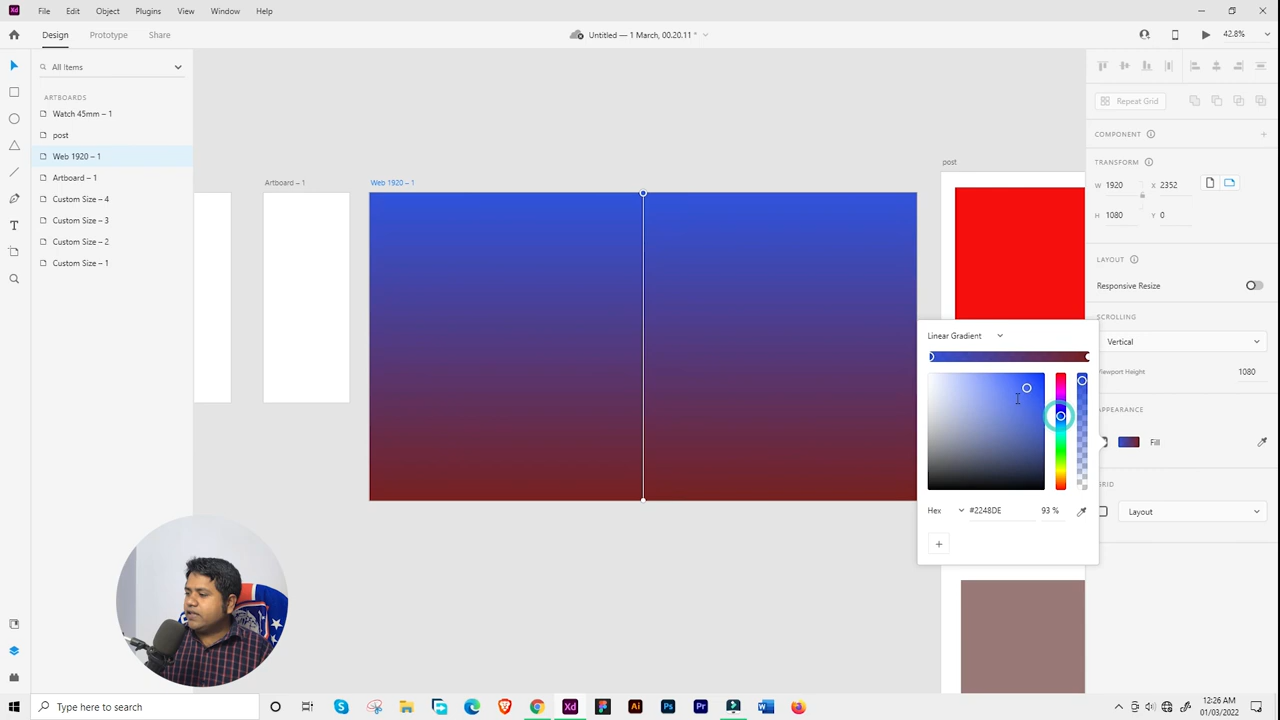 File Edit Object Plugins View Window Help
Design Prototype Share
Untitled — 1 March, 00.20.11 *
42.8%
All Items
ARTBOARDS
Watch 45mm – 1
post
Web 1920 – 1
Artboard – 1
Custom Size – 4
Custom Size – 3
Custom Size – 2
Custom Size – 1
Artboard – 1
Web 1920 – 1
post
Repeat Grid
COMPONENT
TRANSFORM
W 1920 X 2352
H 1080 Y 0
LAYOUT
Responsive Resize
SCROLLING
Vertical
Viewport Height 1080
APPEARANCE
Fill
GRID
Layout
Linear Gradient
Hex #2248DE 93 %
Type here to search
12:26 AM
01/03/2022